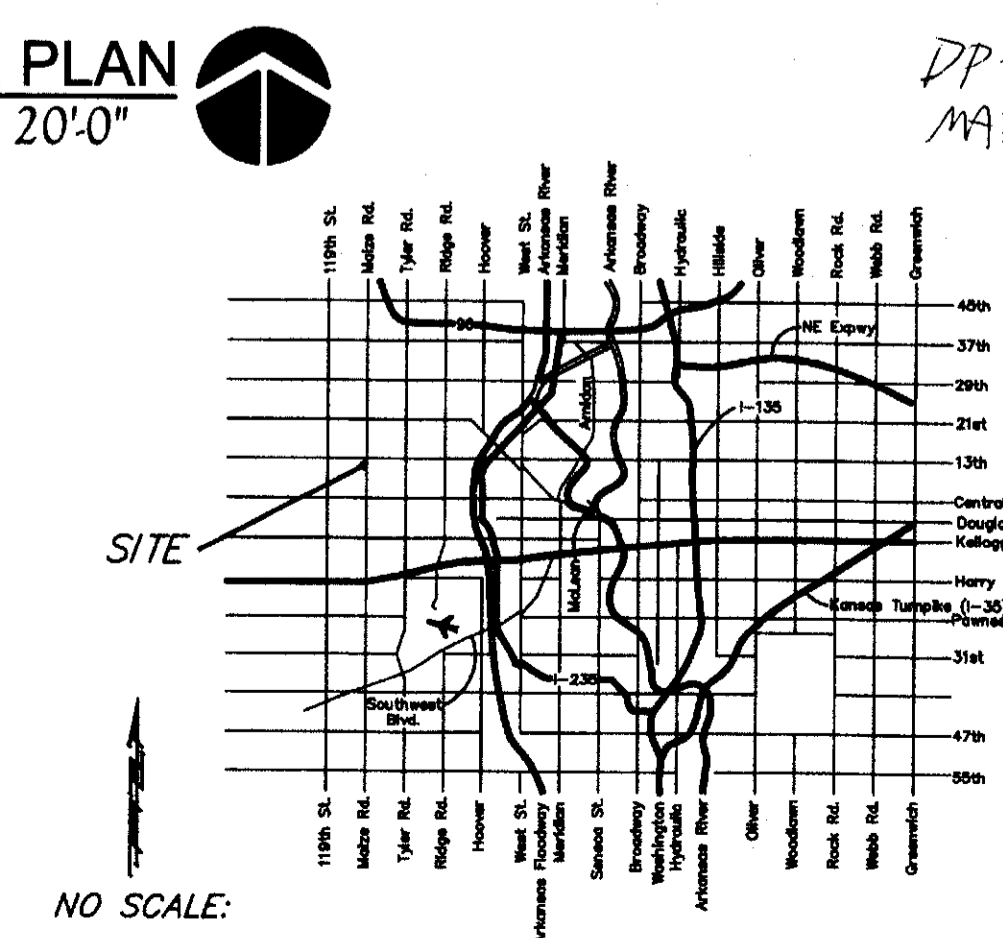 PLAN
20'-0"
DP
119th St.
Maize Rd.
Tyler Rd.
Ridge Rd.
Hoover
West St.
Arkansas River
Meridian
Arkansas River
Broadway
Hydraulic
Hillside
Oliver
Woodlawn
Rock Rd.
Webb Rd.
Greenwich
45th
96
NE Expwy
37th
29th
Amidon
I-135
21st
13th
Central
SITE
Kellogg
McLean
Harry
Kansas Turnpike (I-35)
31st
I-235
Southwest
Blvd.
47th
55th
119th St.
Maize Rd.
Tyler Rd.
Ridge Rd.
Hoover
West St.
Arkansas Floodway
Meridian
Seneca St.
Broadway
Washington
Hydraulic
Arkansas River
Oliver
Woodlawn
Rock Rd.
Webb Rd.
Greenwich
NO SCALE: